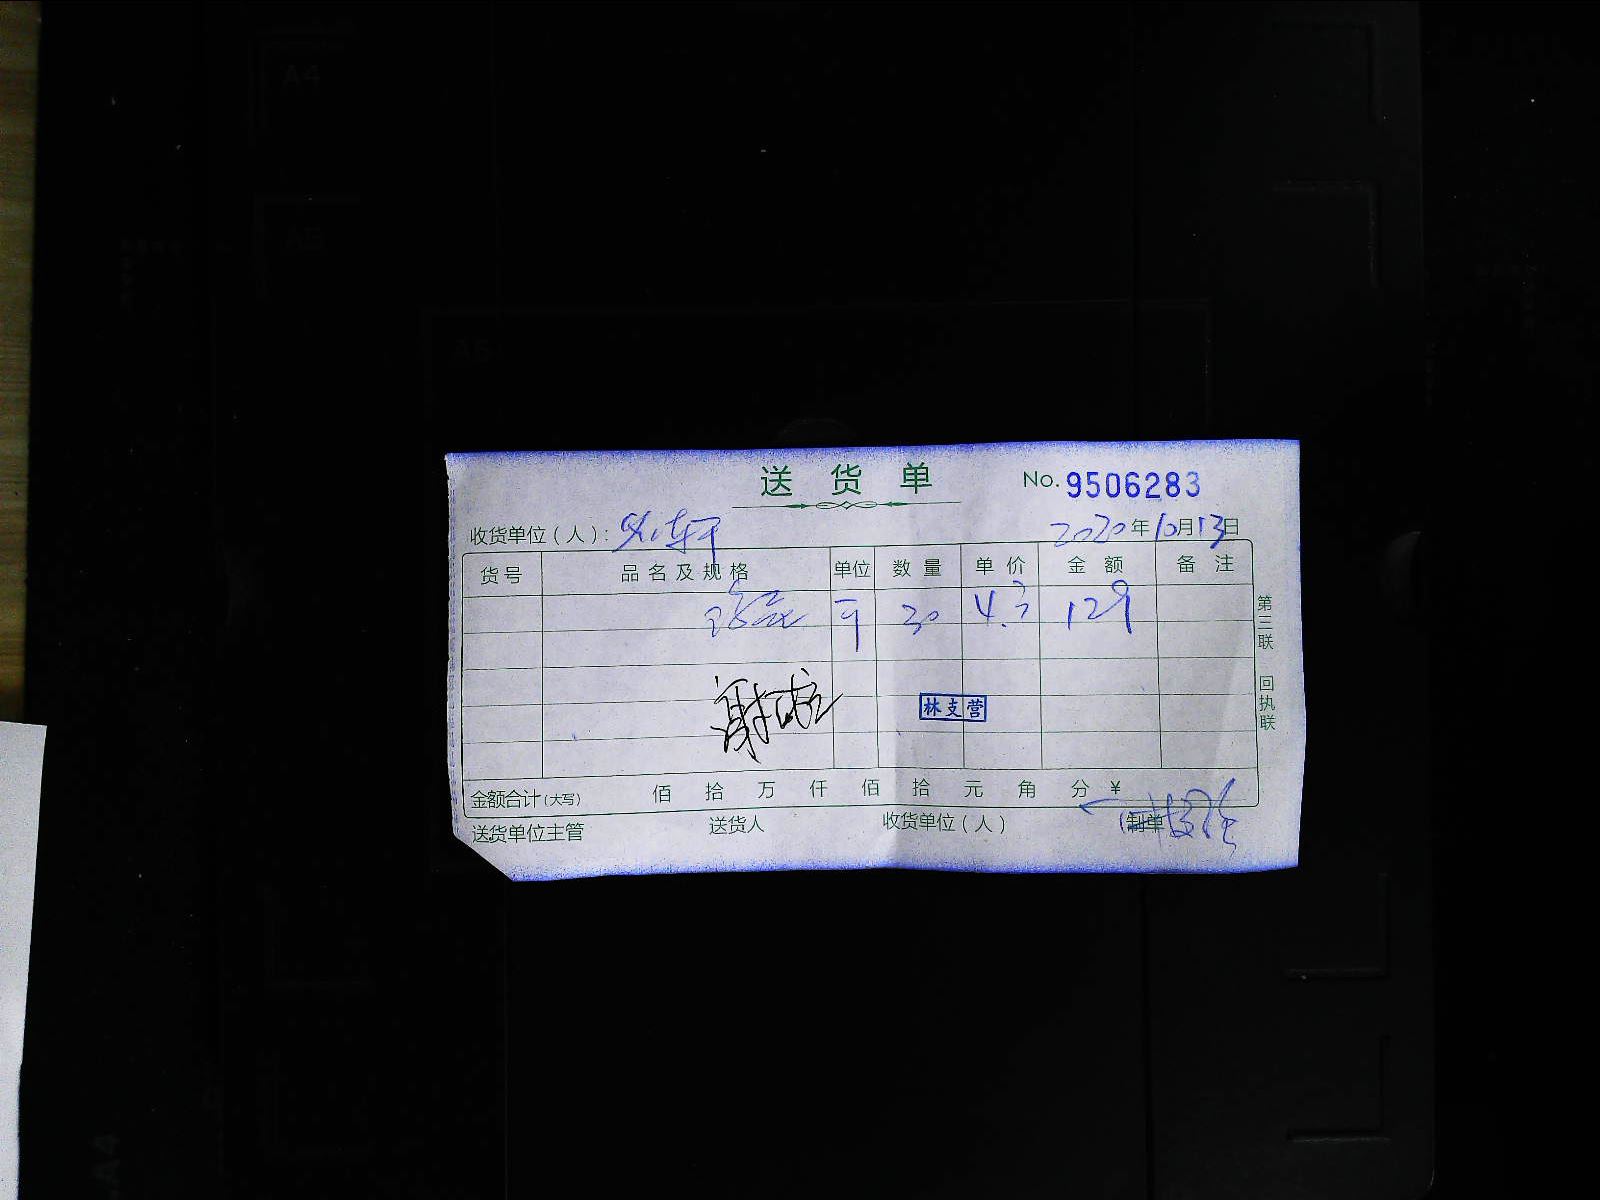 A4
A5
A5
送货单
No. 9506283
收货单位（人）：
2020年10月13日
货号 品名及规格 单位 数量 单价 金额 备注
30 4.3 129
林支营
第三联 回执联
金额合计（大写） 佰 拾 万 仟 佰 拾 元 角 分 ¥
送货单位主管 送货人 收货单位（人） 制单
A4